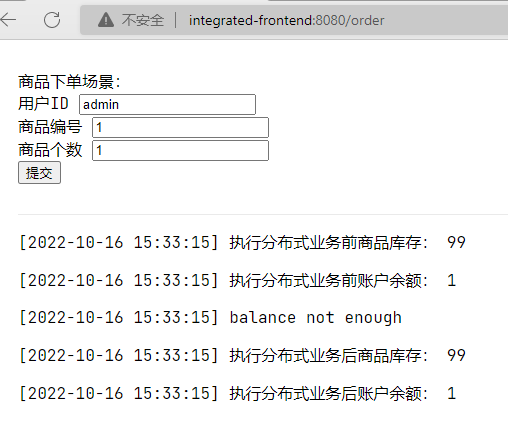 不安全 | integrated-frontend:8080/order
商品下单场景:
用户ID admin
商品编号 1
商品个数 1
提交
[2022-10-16 15:33:15] 执行分布式业务前商品库存: 99
[2022-10-16 15:33:15] 执行分布式业务前账户余额: 1
[2022-10-16 15:33:15] balance not enough
[2022-10-16 15:33:15] 执行分布式业务后商品库存: 99
[2022-10-16 15:33:15] 执行分布式业务后账户余额: 1